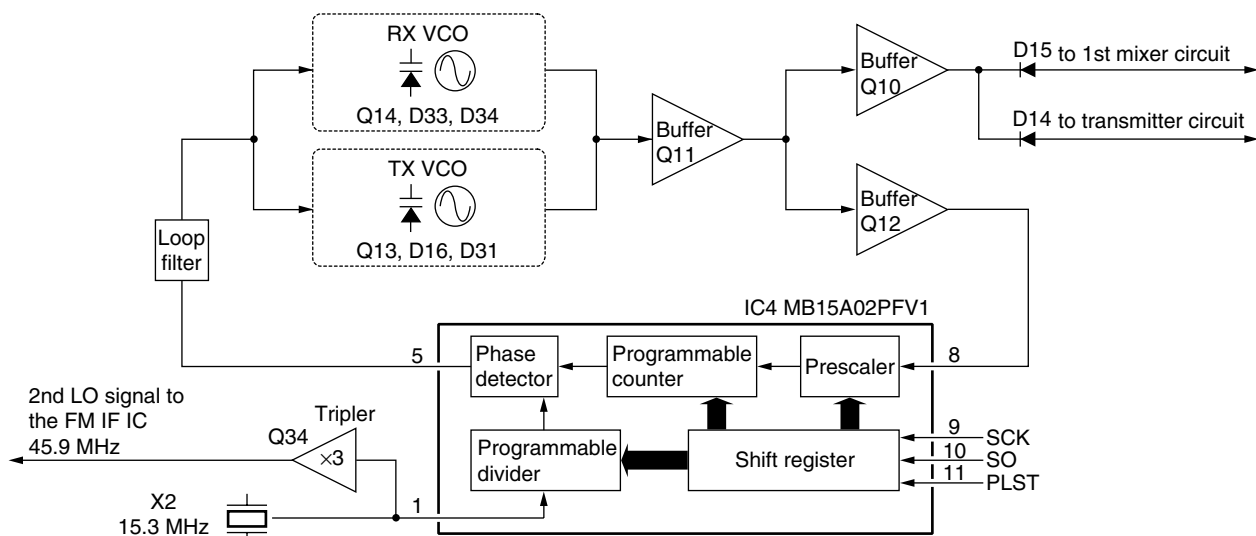 RX VCO
Q14, D33, D34
TX VCO
Q13, D16, D31
Loop
filter
Buffer
Q11
Buffer
Q10
Buffer
Q12
D15 to 1st mixer circuit
D14 to transmitter circuit
IC4 MB15A02PFV1
5
Phase
detector
Programmable
counter
Prescaler
8
Programmable
divider
Shift register
9
SCK
10
SO
11
PLST
2nd LO signal to
the FM IF IC
45.9 MHz
Tripler
Q34
×3
X2
15.3 MHz
1